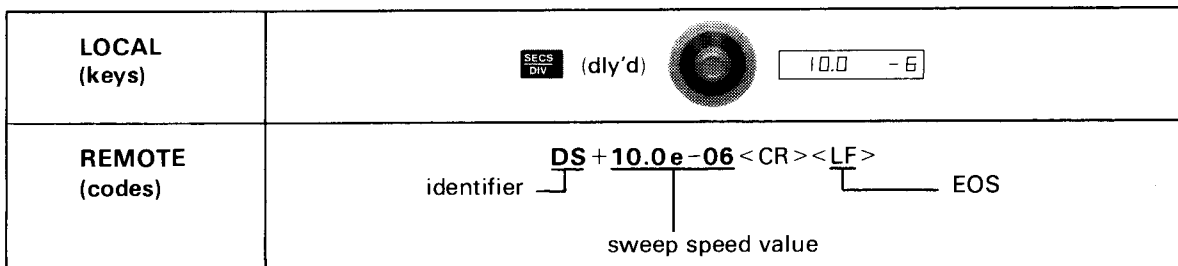 LOCAL
(keys)
SECS
DIV
(dly'd)
10.0 -6
REMOTE
(codes)
DS+10.0e-06<CR><LF>
identifier
EOS
sweep speed value